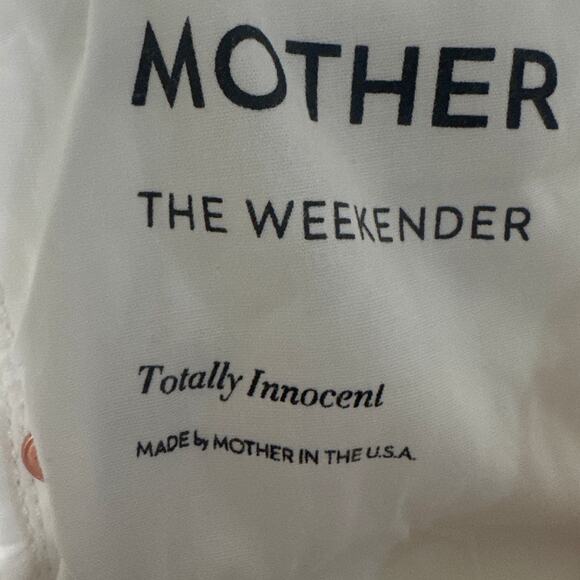 MOTHER
THE WEEKENDER
Totally Innocent
MADE by MOTHER IN THE U.S.A.